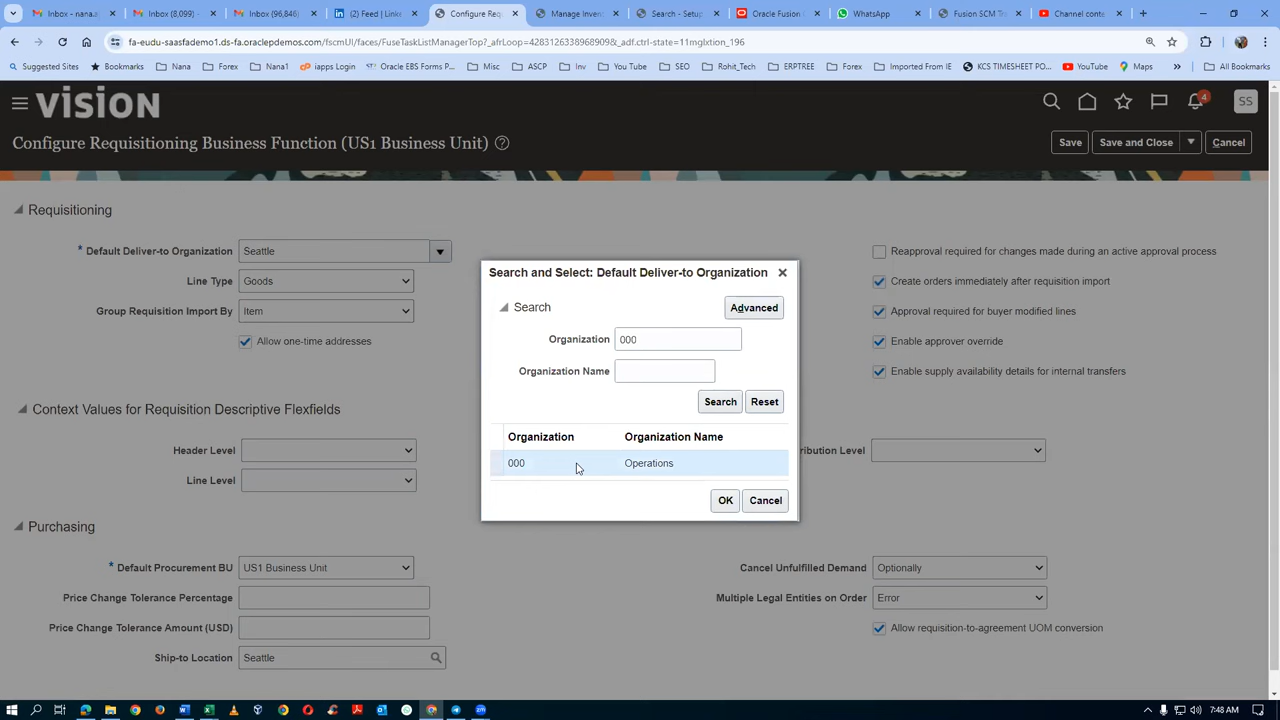 Inbox - nana.a
Inbox (8,099)
Inbox (96,846)
(2) Feed | Linke
Configure Req
Manage Inven
Search - Setup
Oracle Fusion C
WhatsApp
Fusion SCM Tr
Channel conte
fa-eudu-saasfademo1.ds-fa.oraclepdemos.com/fscmUI/faces/FuseTaskListManagerTop?_afrLoop=4283126338968909&_adf.ctrl-state=11mglxtion_196
Suggested Sites Bookmarks Nana Forex Nana1 iapps Login Oracle EBS Forms P... Misc ASCP Inv You Tube SEO Rohit_Tech ERPTREE Forex Imported From IE KCS TIMESHEET PO... YouTube Maps All Bookmarks
vision
4
SS
Configure Requisitioning Business Function (US1 Business Unit)
Save
Save and Close
Cancel
Requisitioning
* Default Deliver-to Organization Seattle
Line Type Goods
Group Requisition Import By Item
Allow one-time addresses
Reapproval required for changes made during an active approval process
Create orders immediately after requisition import
Approval required for buyer modified lines
Enable approver override
Enable supply availability details for internal transfers
Context Values for Requisition Descriptive Flexfields
Header Level
Line Level
ribution Level
Search and Select: Default Deliver-to Organization
Search
Advanced
Organization 000
Organization Name
Search Reset
Organization Organization Name
000 Operations
OK Cancel
Purchasing
* Default Procurement BU US1 Business Unit
Price Change Tolerance Percentage
Price Change Tolerance Amount (USD)
Ship-to Location Seattle
Cancel Unfulfilled Demand Optionally
Multiple Legal Entities on Order Error
Allow requisition-to-agreement UOM conversion
7:48 AM